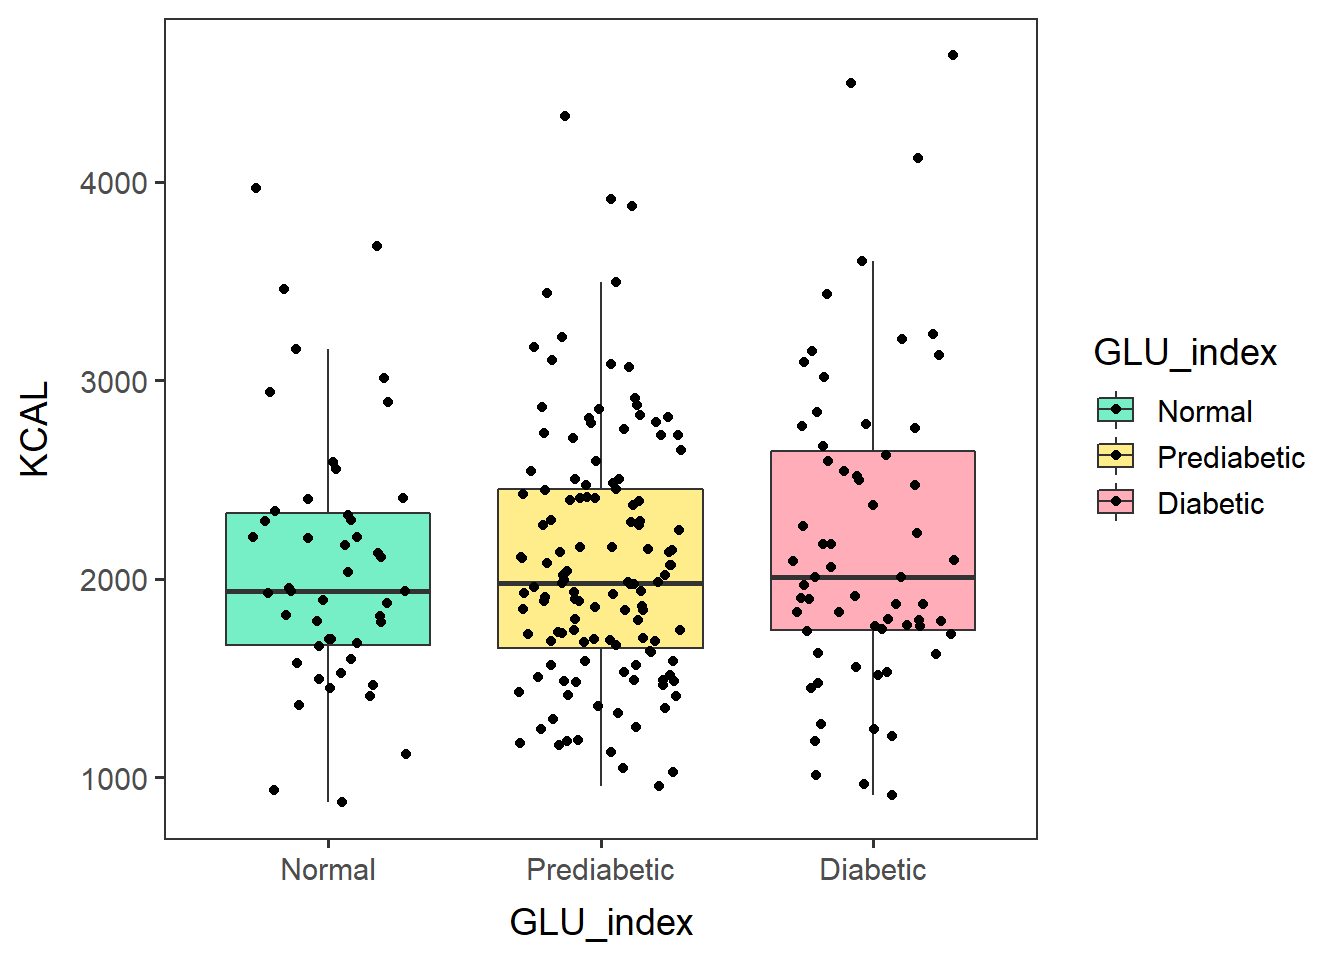 KCAL
4000
3000
2000
1000
Normal
Prediabetic
Diabetic
GLU_index
GLU_index
Normal
Prediabetic
Diabetic